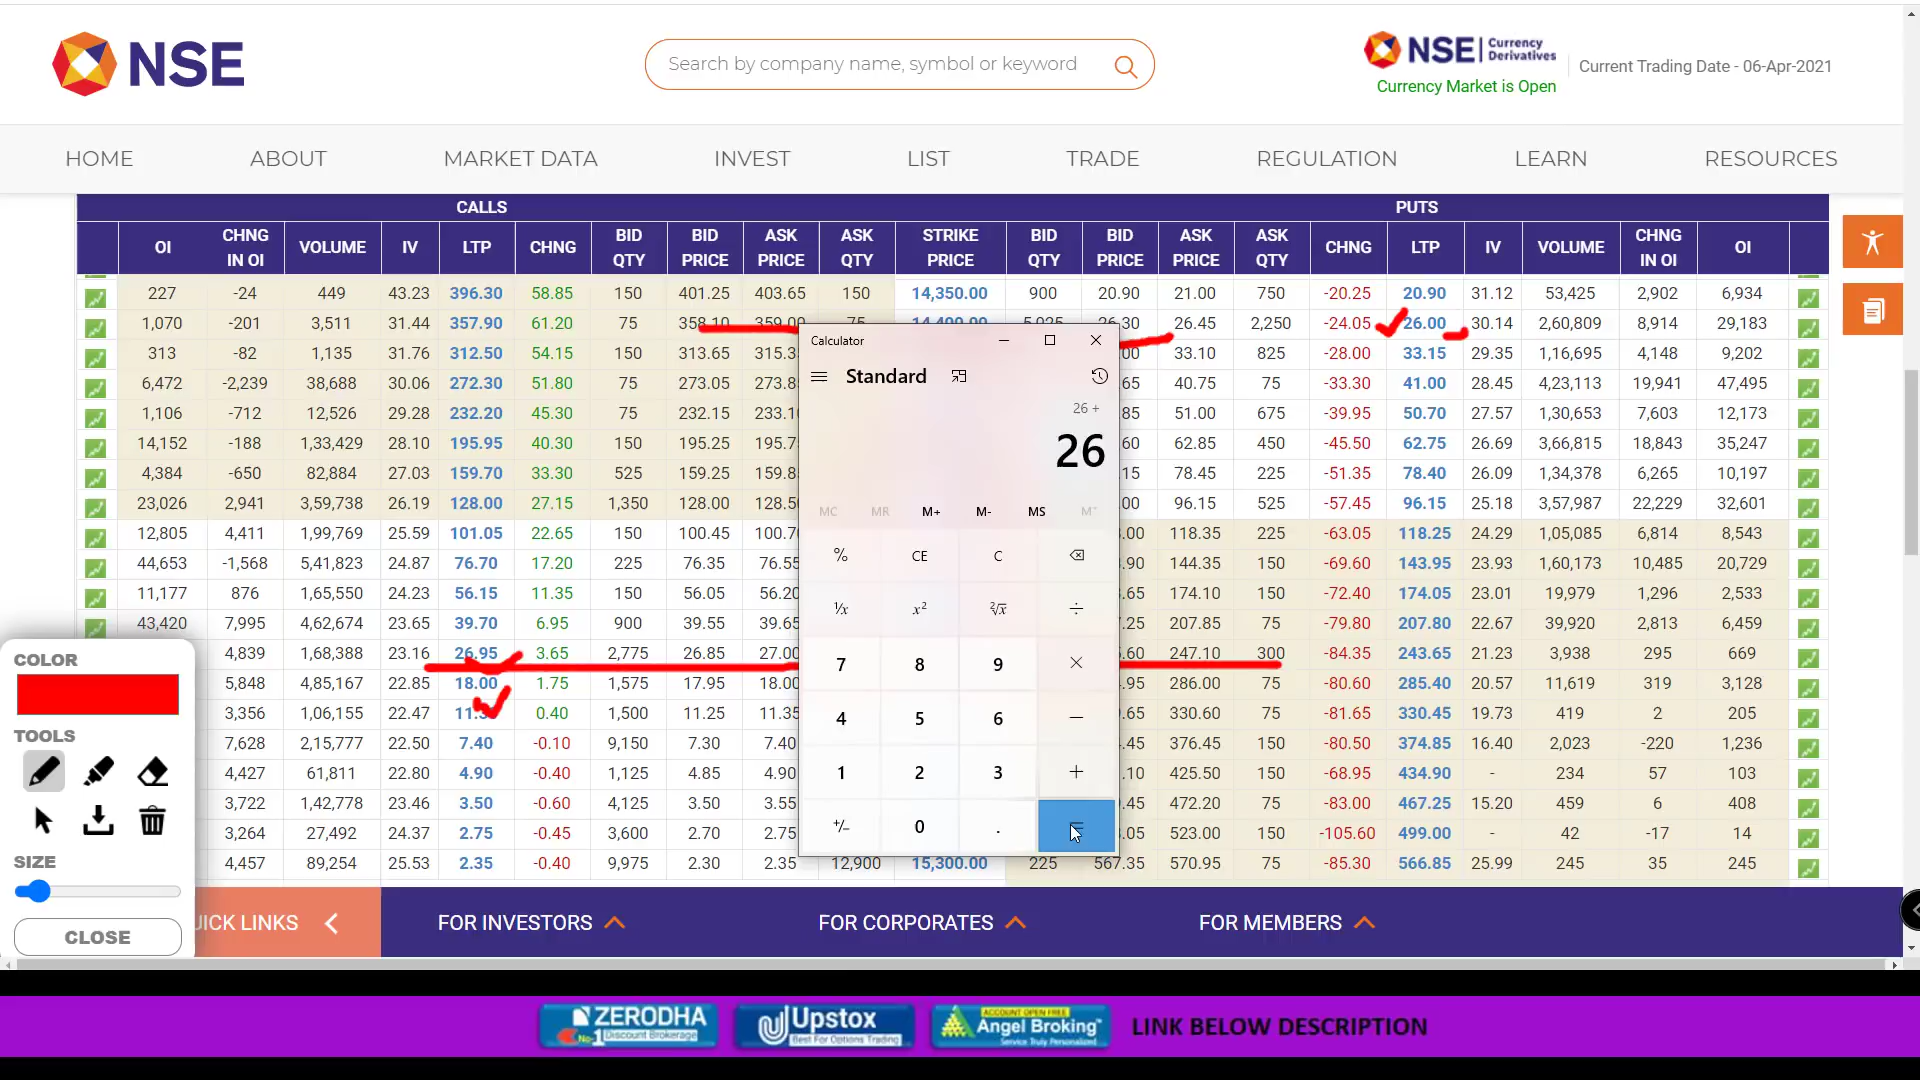 NSE
Search by company name, symbol or keyword
NSE Currency Derivatives
Currency Market is Open
Current Trading Date - 06-Apr-2021
HOME ABOUT MARKET DATA INVEST LIST TRADE REGULATION LEARN RESOURCES
CALLS PUTS
OI CHNG IN OI VOLUME IV LTP CHNG BID QTY BID PRICE ASK PRICE ASK QTY STRIKE PRICE BID QTY BID PRICE ASK PRICE ASK QTY CHNG LTP IV VOLUME CHNG IN OI OI
227 -24 449 43.23 396.30 58.85 150 401.25 403.65 150 14,350.00 900 20.90 21.00 750 -20.25 20.90 31.12 53,425 2,902 6,934
1,070 -201 3,511 31.44 357.90 61.20 75 358.10 359.00 75 14,400.00 26.45 2,250 -24.05 26.00 30.14 2,60,809 8,914 29,183
313 -82 1,135 31.76 312.50 54.15 150 313.65 33.10 825 -28.00 33.15 29.35 1,16,695 4,148 9,202
6,472 -2,239 38,688 30.06 272.30 51.80 75 273.05 40.75 75 -33.30 41.00 28.45 4,23,113 19,941 47,495
1,106 -712 12,526 29.28 232.20 45.30 75 232.15 51.00 675 -39.95 50.70 27.57 1,30,653 7,603 12,173
14,152 -188 1,33,429 28.10 195.95 40.30 150 195.25 62.85 450 -45.50 62.75 26.69 3,66,815 18,843 35,247
4,384 -650 82,884 27.03 159.70 33.30 525 159.25 78.45 225 -51.35 78.40 26.09 1,34,378 6,265 10,197
23,026 2,941 3,59,738 26.19 128.00 27.15 1,350 128.00 96.15 525 -57.45 96.15 25.18 3,57,987 22,229 32,601
12,805 4,411 1,99,769 25.59 101.05 22.65 150 100.45 118.35 225 -63.05 118.25 24.29 1,05,085 6,814 8,543
44,653 -1,568 5,41,823 24.87 76.70 17.20 225 76.35 76.55 144.35 150 -69.60 143.95 23.93 1,60,173 10,485 20,729
11,177 876 1,65,550 24.23 56.15 11.35 150 56.05 56.20 174.10 150 -72.40 174.05 23.01 19,979 1,296 2,533
43,420 7,995 4,62,674 23.65 39.70 6.95 900 39.55 39.65 207.85 75 -79.80 207.80 22.67 39,920 2,813 6,459
4,839 1,68,388 23.16 26.95 3.65 2,775 26.85 27.00 247.10 300 -84.35 243.65 21.23 3,938 295 669
5,848 4,85,167 22.85 18.00 1.75 1,575 17.95 18.00 286.00 75 -80.60 285.40 20.57 11,619 319 3,128
3,356 1,06,155 22.47 0.40 1,500 11.25 11.35 330.60 75 -81.65 330.45 19.73 419 2 205
7,628 2,15,777 22.50 7.40 -0.10 9,150 7.30 7.40 376.45 150 -80.50 374.85 16.40 2,023 -220 1,236
4,427 61,811 22.80 4.90 -0.40 1,125 4.85 4.90 425.50 150 -68.95 434.90 - 234 57 103
3,722 1,42,778 23.46 3.50 -0.60 4,125 3.50 3.55 472.20 75 -83.00 467.25 15.20 459 6 408
3,264 27,492 24.37 2.75 -0.45 3,600 2.70 2.75 523.00 150 -105.60 499.00 - 42 -17 14
4,457 89,254 25.53 2.35 -0.40 9,975 2.30 2.35 12,900 15,300.00 225 567.35 570.95 75 -85.30 566.85 25.99 245 35 245
Calculator
Standard
26 +
26
MC MR M+ M- MS
% CE C
1/x x² ²√x ÷
7 8 9 ×
4 5 6 −
1 2 3 +
+/− 0 . =
COLOR
TOOLS
SIZE
CLOSE
UICK LINKS FOR INVESTORS FOR CORPORATES FOR MEMBERS
ZERODHA
No-1 Discount Brokerage
Upstox
Best For Options Trading
ACCOUNT OPEN FREE
Angel Broking
Service Truly Personalized
LINK BELOW DESCRIPTION